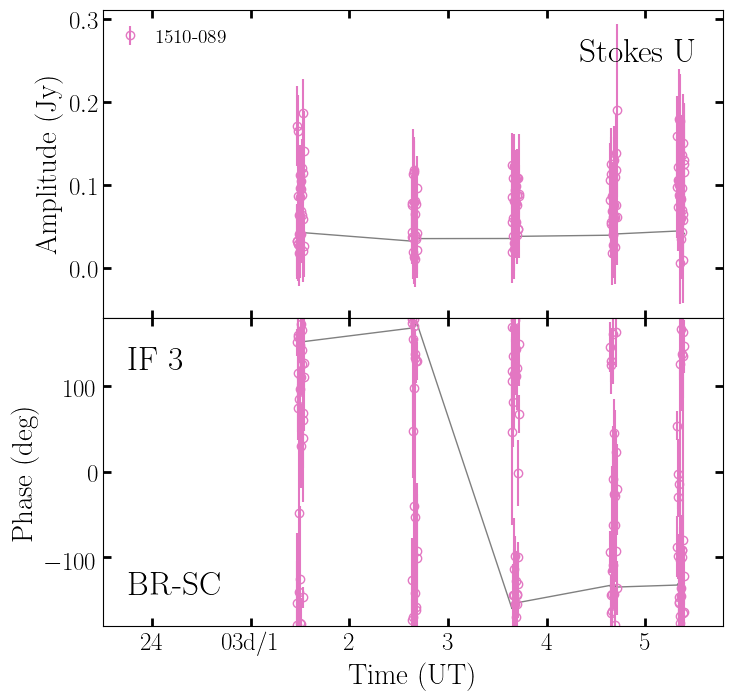 1510-089
Stokes U
0.3
0.2
0.1
0.0
Amplitude (Jy)
IF 3
100
0
−100
Phase (deg)
BR-SC
24 03d/1 2 3 4 5
Time (UT)